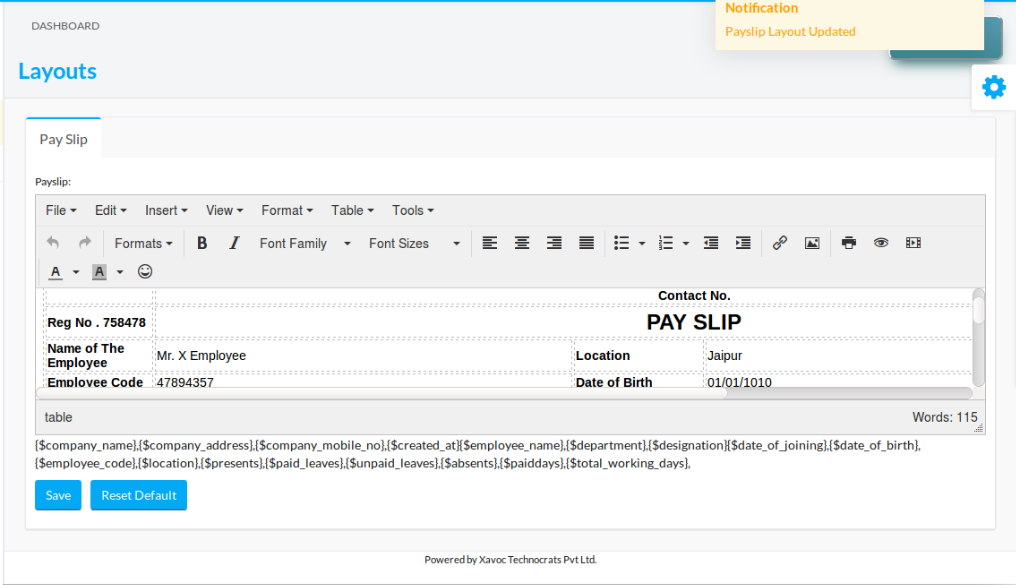 Notification
Payslip Layout Updated
DASHBOARD
Layouts
Pay Slip
Payslip:
File Edit Insert View Format Table Tools
Formats B I Font Family Font Sizes
A A
Contact No.
Reg No . 758478 PAY SLIP
Name of The Employee Mr. X Employee Location Jaipur
Employee Code 47894357 Date of Birth 01/01/1010
table Words: 115
{$company_name},{$company_address},{$company_mobile_no},{$created_at}{$employee_name},{$department},{$designation}{$date_of_joining},{$date_of_birth},
{$employee_code},{$location},{$presents},{$paid_leaves},{$unpaid_leaves},{$absents},{$paiddays},{$total_working_days},
Save Reset Default
Powered by Xavoc Technocrats Pvt Ltd.